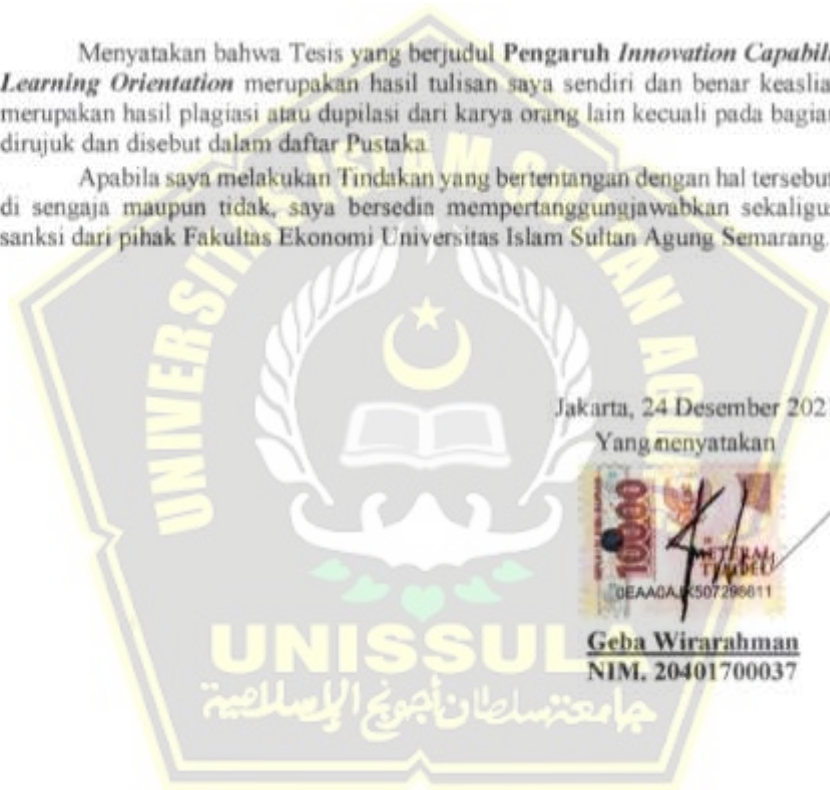 Menyatakan bahwa Tesis yang berjudul Pengaruh Innovation Capabili
Learning Orientation merupakan hasil tulisan saya sendiri dan benar keaslia
merupakan hasil plagiasi atau dupilasi dari karya orang lain kecuali pada bagian
dirujuk dan disebut dalam daftar Pustaka.
Apabila saya melakukan Tindakan yang bertentangan dengan hal tersebut
di sengaja maupun tidak, saya bersedia mempertanggungjawabkan sekaligu
sanksi dari pihak Fakultas Ekonomi Universitas Islam Sultan Agung Semarang.
UNIVERSITAS ISLAM SULTAN AGUNG
Jakarta, 24 Desember 202
Yang menyatakan
10000
METERAI
TEMPEL
Geba Wirarahman
NIM. 20401700037
UNISSULA
جامعة سلطان أجونج الإسلامية